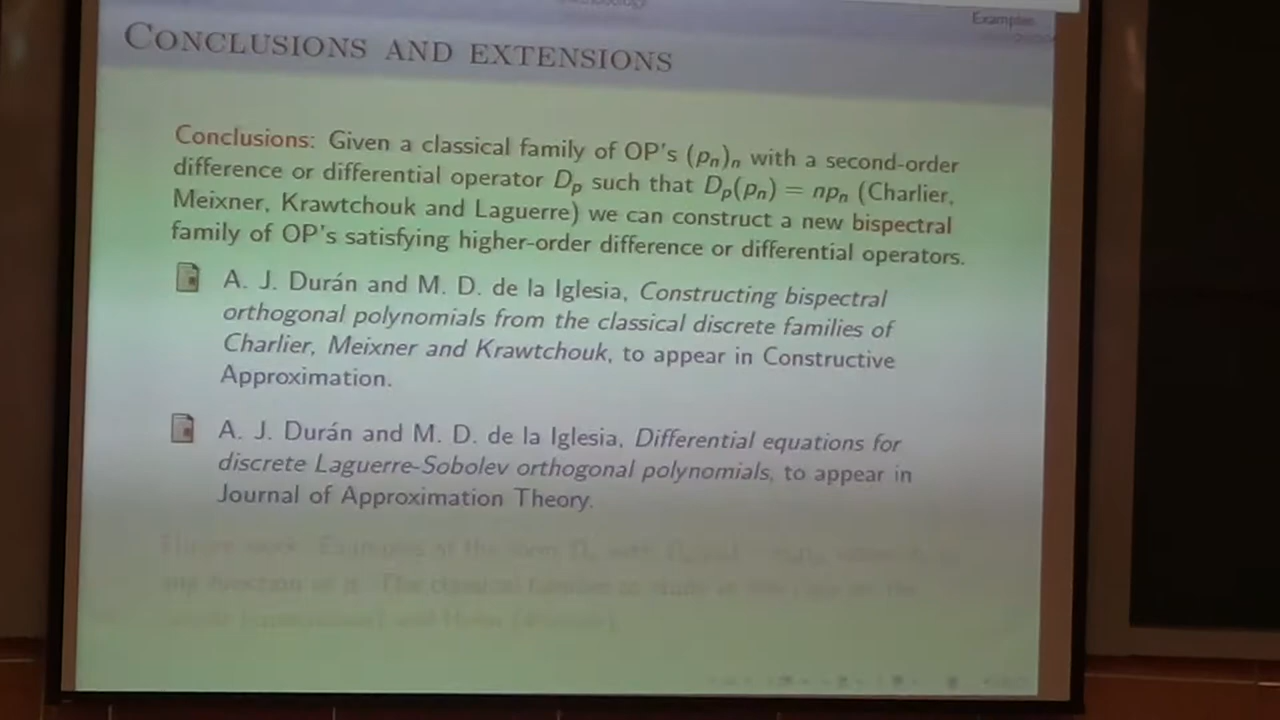 Examples
CONCLUSIONS AND EXTENSIONS
Conclusions: Given a classical family of OP's (pₙ)ₙ with a second-order
difference or differential operator Dₚ such that Dₚ(pₙ) = npₙ (Charlier,
Meixner, Krawtchouk and Laguerre) we can construct a new bispectral
family of OP's satisfying higher-order difference or differential operators.
A. J. Durán and M. D. de la Iglesia, Constructing bispectral
orthogonal polynomials from the classical discrete families of
Charlier, Meixner and Krawtchouk, to appear in Constructive
Approximation.
A. J. Durán and M. D. de la Iglesia, Differential equations for
discrete Laguerre-Sobolev orthogonal polynomials, to appear in
Journal of Approximation Theory.